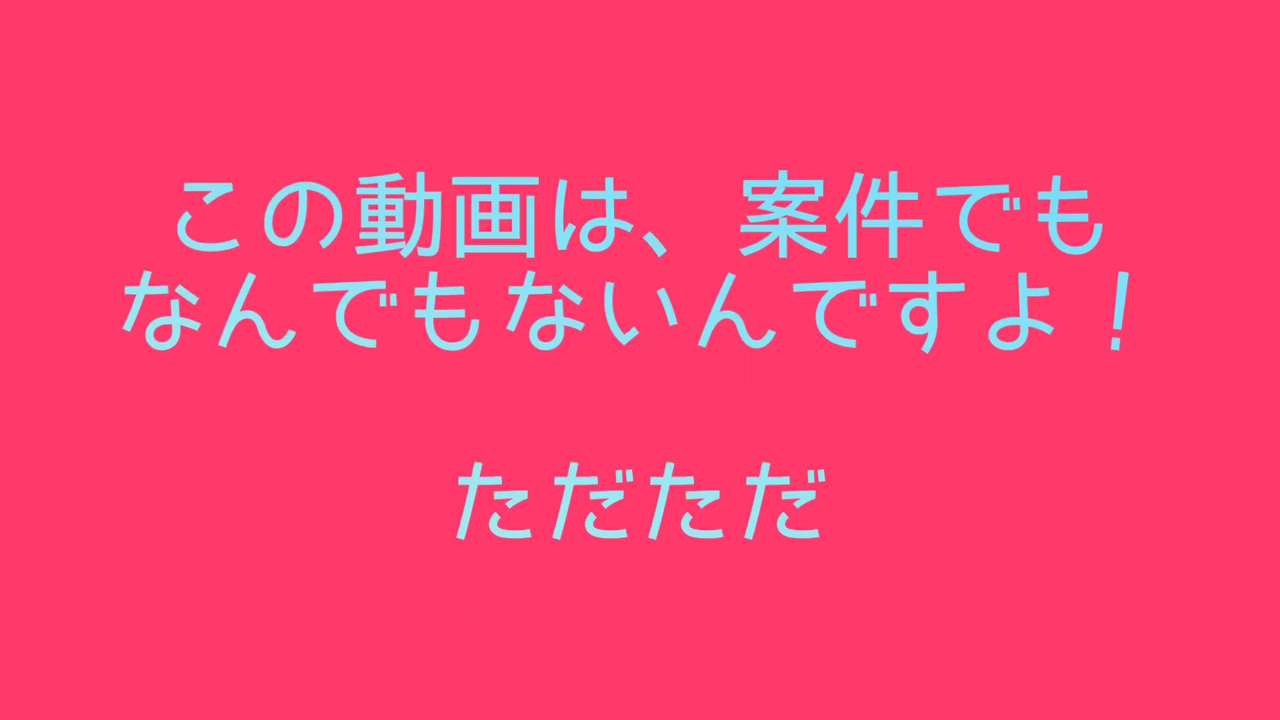 この動画は、案件でも
なんでもないんですよ！
ただただ